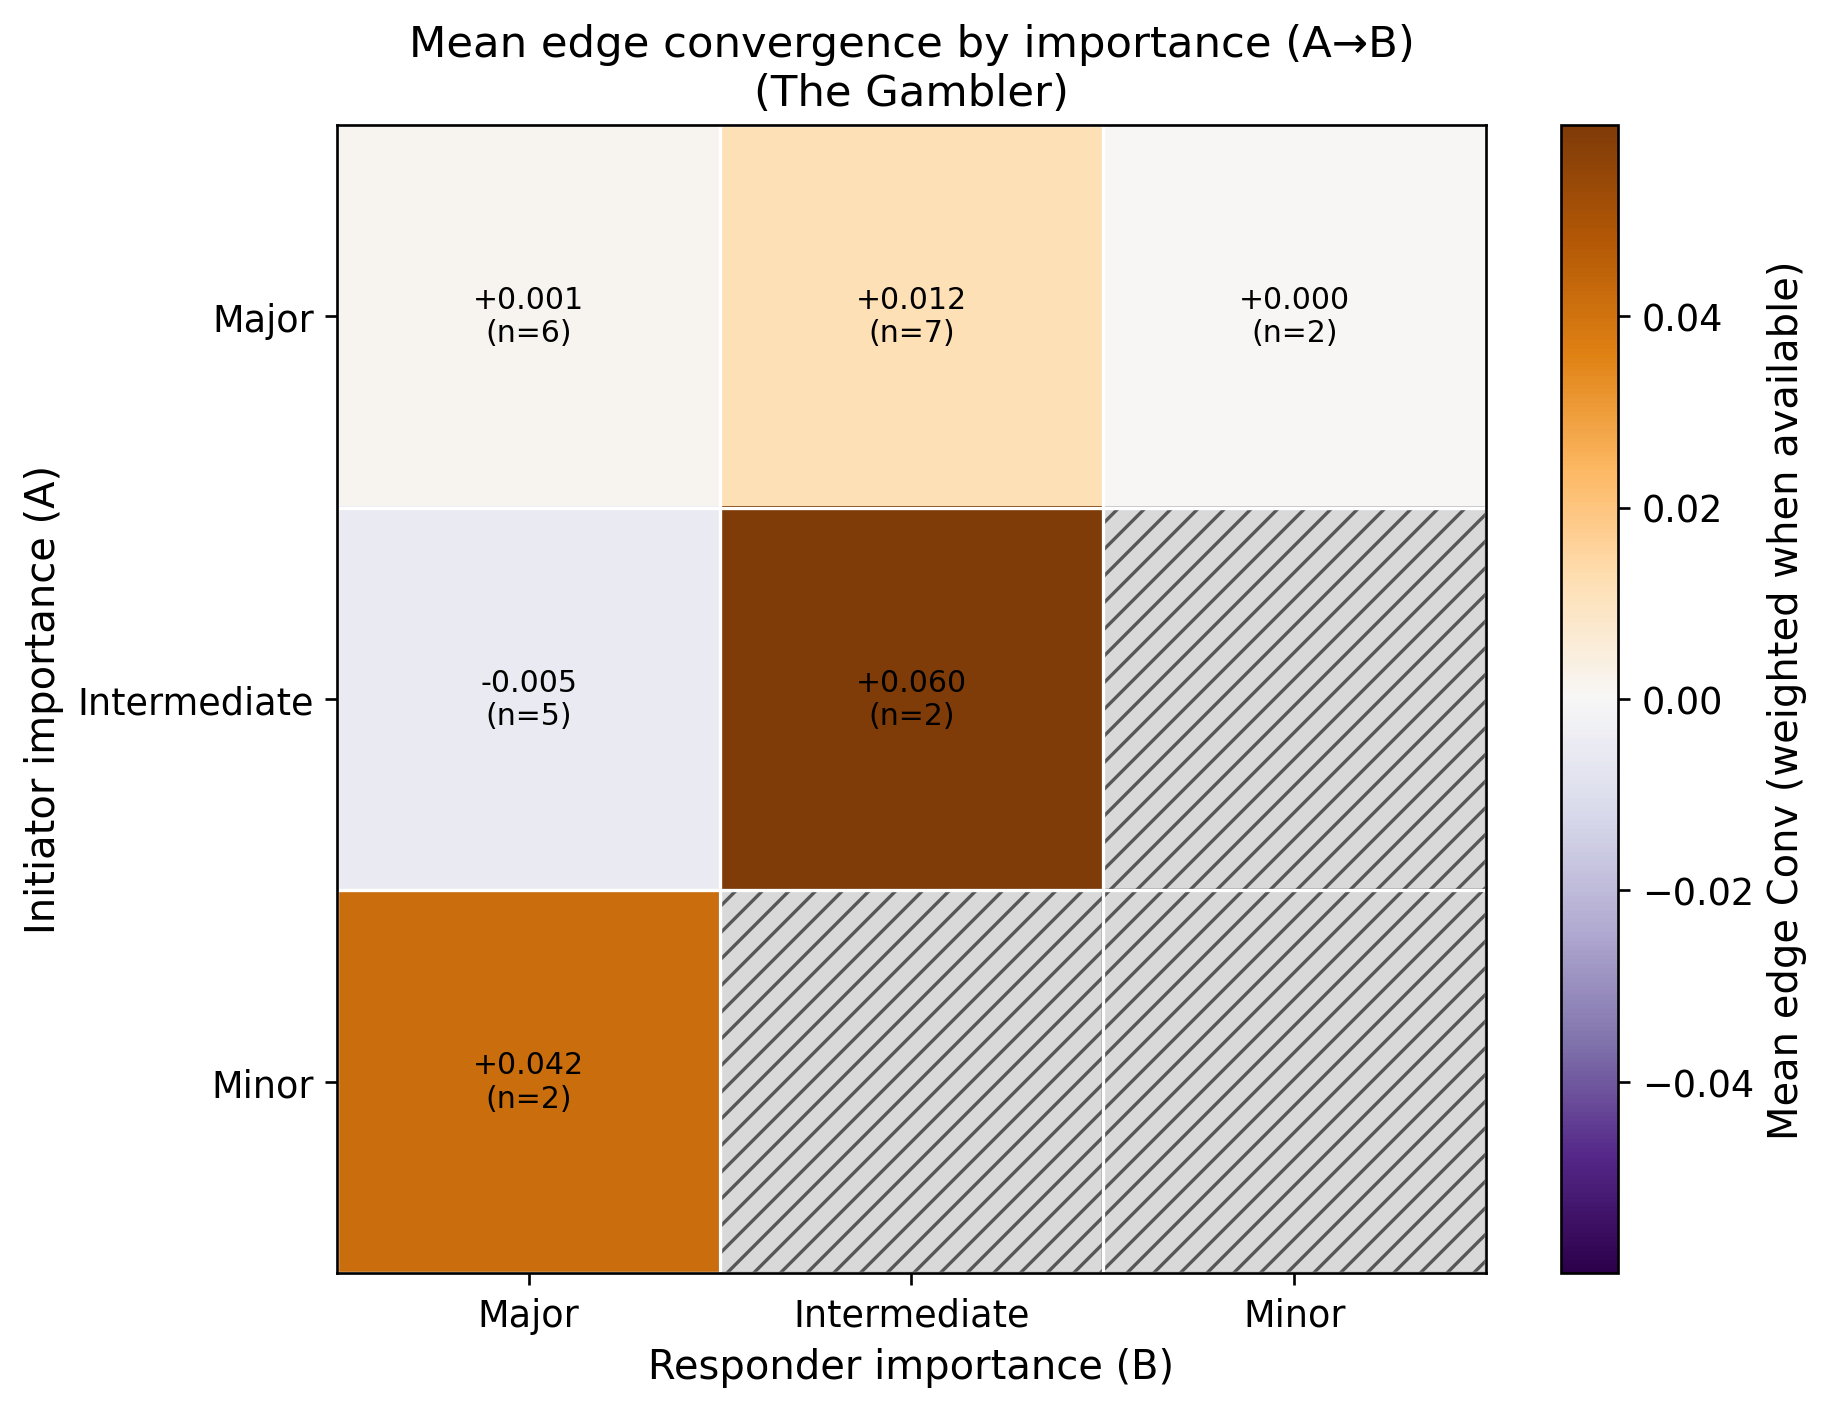 Mean edge convergence by importance (A→B)
(The Gambler)
Initiator importance (A)
Major
Intermediate
Minor
+0.001
(n=6)
+0.012
(n=7)
+0.000
(n=2)
-0.005
(n=5)
+0.060
(n=2)
+0.042
(n=2)
Major
Intermediate
Minor
Responder importance (B)
0.04
0.02
0.00
−0.02
−0.04
Mean edge Conv (weighted when available)